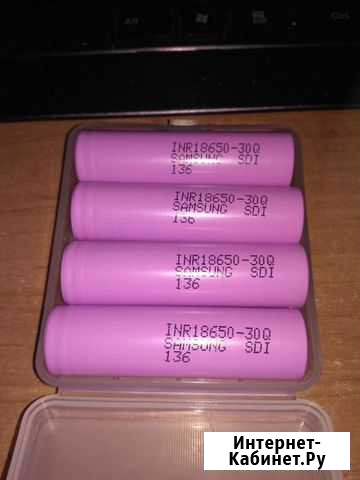 INR18650-30Q
SAMSUNG SDI
136
INR18650-30Q
SAMSUNG SDI
136
INR18650-30Q
SAMSUNG SDI
136
INR18650-30Q
SAMSUNG SDI
136
Интернет-
Кабинет.Ру